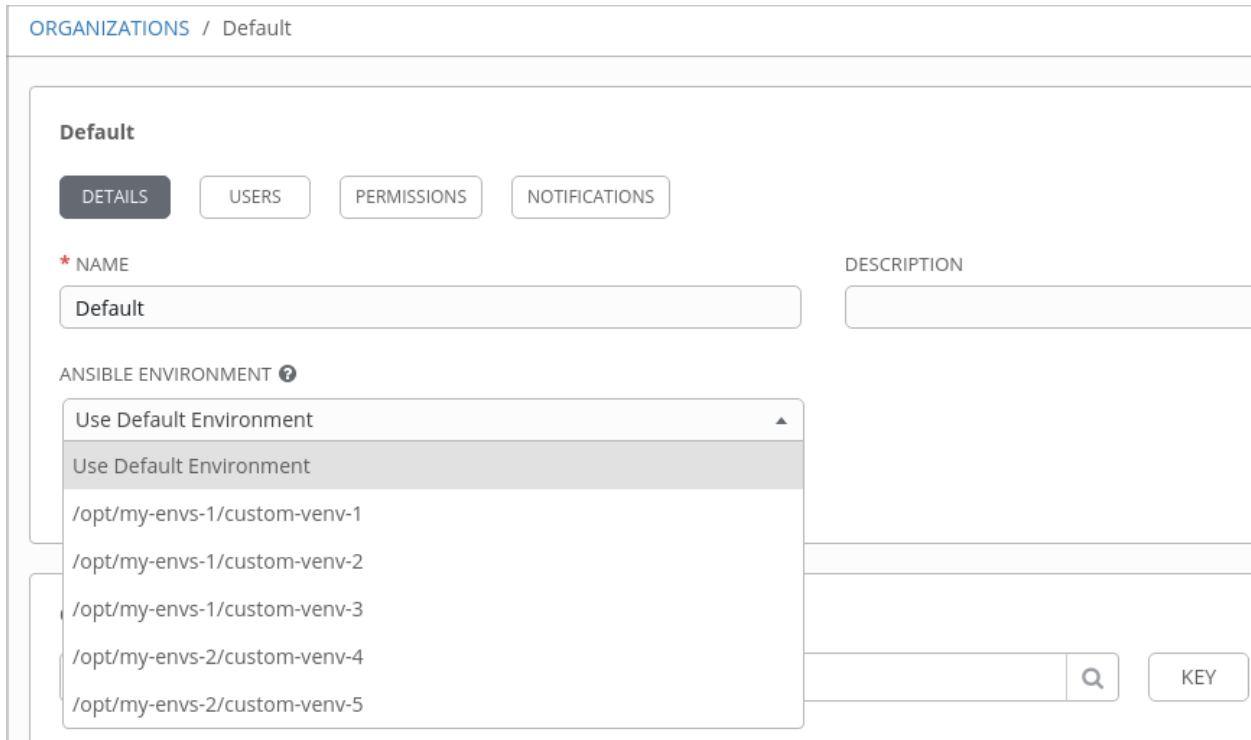 ORGANIZATIONS / Default
Default
DETAILS USERS PERMISSIONS NOTIFICATIONS
* NAME DESCRIPTION
Default
ANSIBLE ENVIRONMENT
Use Default Environment
Use Default Environment
/opt/my-envs-1/custom-venv-1
/opt/my-envs-1/custom-venv-2
/opt/my-envs-1/custom-venv-3
/opt/my-envs-2/custom-venv-4
KEY
/opt/my-envs-2/custom-venv-5